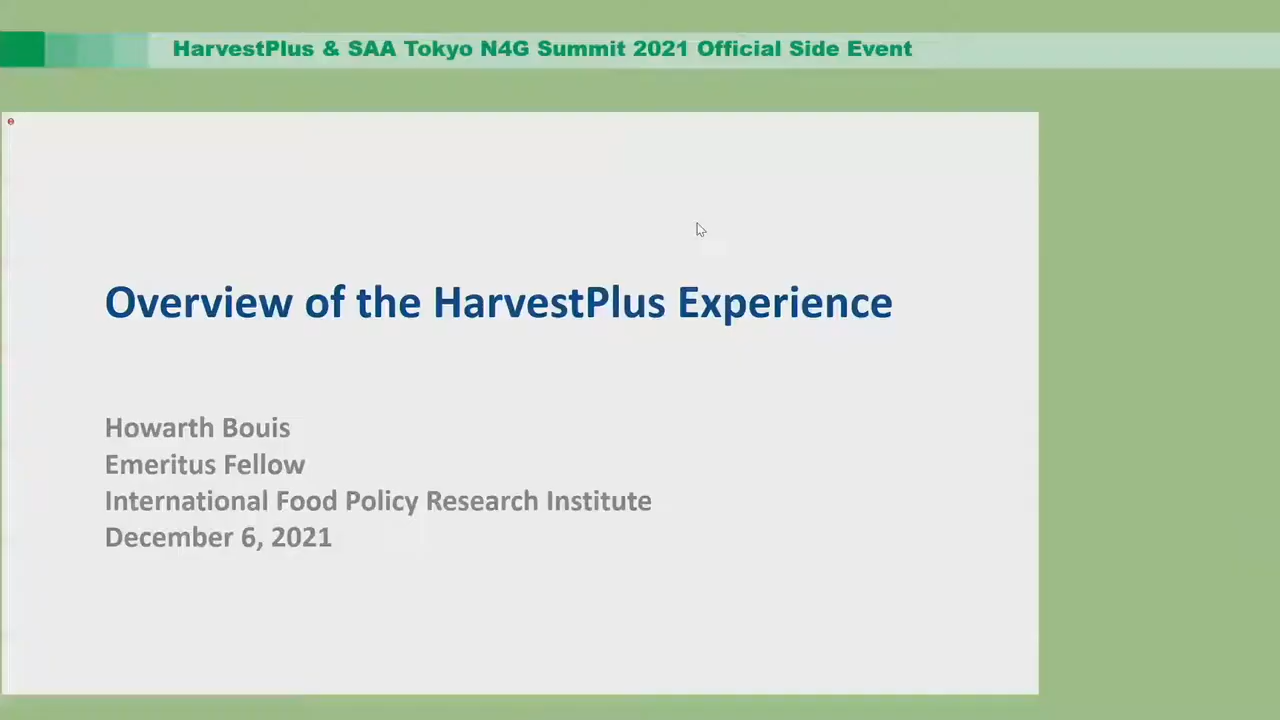 HarvestPlus & SAA Tokyo N4G Summit 2021 Official Side Event
Overview of the HarvestPlus Experience
Howarth Bouis
Emeritus Fellow
International Food Policy Research Institute
December 6, 2021